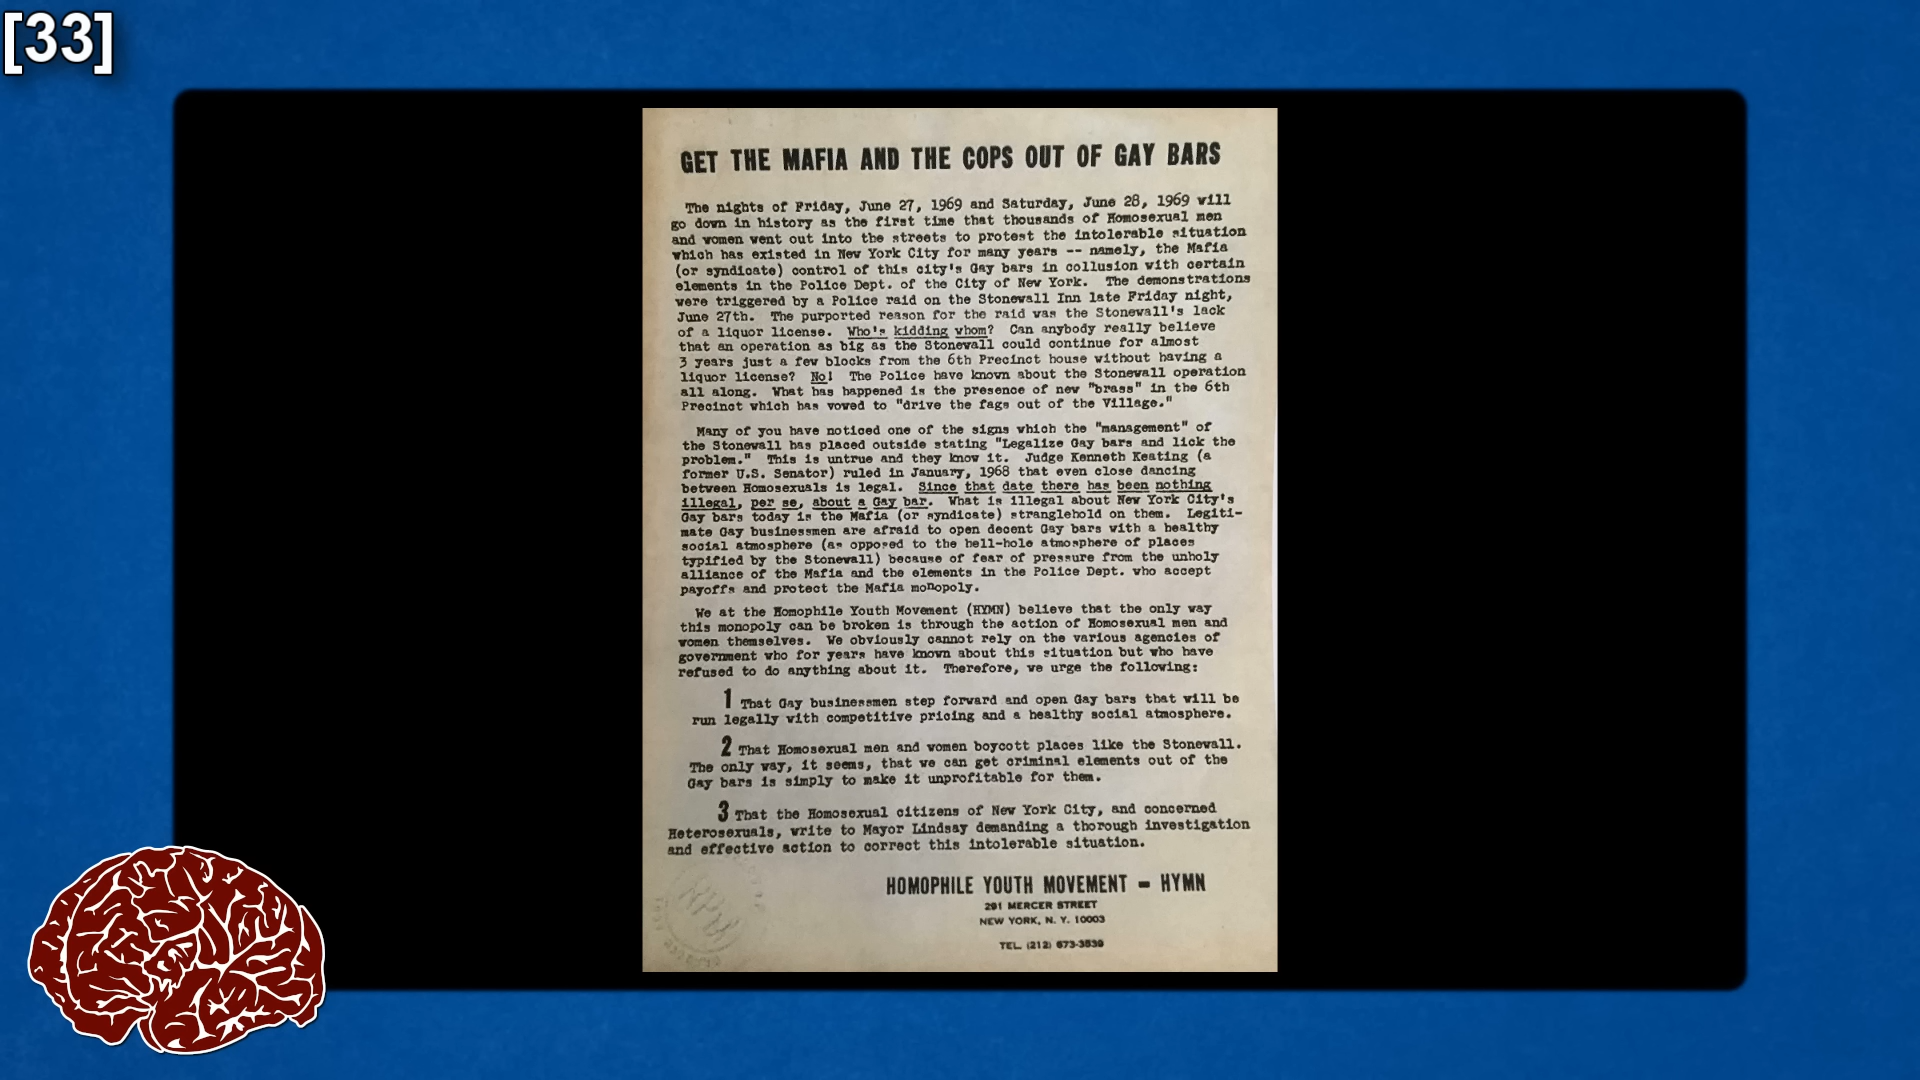 [33]
GET THE MAFIA AND THE COPS OUT OF GAY BARS
The nights of Friday, June 27, 1969 and Saturday, June 28, 1969 will
go down in history as the first time that thousands of Homosexual men
and women went out into the streets to protest the intolerable situation
which has existed in New York City for many years -- namely, the Mafia
(or syndicate) control of this city's Gay bars in collusion with certain
elements in the Police Dept. of the City of New York. The demonstrations
were triggered by a Police raid on the Stonewall Inn late Friday night,
June 27th. The purported reason for the raid was the Stonewall's lack
of a liquor license. Who's kidding whom? Can anybody really believe
that an operation as big as the Stonewall could continue for almost
3 years just a few blocks from the 6th Precinct house without having a
liquor license? No! The Police have known about the Stonewall operation
all along. What has happened is the presence of new "brass" in the 6th
Precinct which has vowed to "drive the fags out of the Village."
Many of you have noticed one of the signs which the "management" of
the Stonewall has placed outside stating "Legalize Gay bars and lick the
problem." This is untrue and they know it. Judge Kenneth Keating (a
former U.S. Senator) ruled in January, 1968 that even close dancing
between Homosexuals is legal. Since that date there has been nothing
illegal, per se, about a Gay bar. What is illegal about New York City's
Gay bars today is the Mafia (or syndicate) stranglehold on them. Legiti-
mate Gay businessmen are afraid to open decent Gay bars with a healthy
social atmosphere (as opposed to the hell-hole atmosphere of places
typified by the Stonewall) because of fear of pressure from the unholy
alliance of the Mafia and the elements in the Police Dept. who accept
payoffs and protect the Mafia monopoly.
We at the Homophile Youth Movement (HYMN) believe that the only way
this monopoly can be broken is through the action of Homosexual men and
women themselves. We obviously cannot rely on the various agencies of
government who for years have known about this situation but who have
refused to do anything about it. Therefore, we urge the following:
1 That Gay businessmen step forward and open Gay bars that will be
run legally with competitive pricing and a healthy social atmosphere.
2 That Homosexual men and women boycott places like the Stonewall.
The only way, it seems, that we can get criminal elements out of the
Gay bars is simply to make it unprofitable for them.
3 That the Homosexual citizens of New York City, and concerned
Heterosexuals, write to Mayor Lindsay demanding a thorough investigation
and effective action to correct this intolerable situation.
HOMOPHILE YOUTH MOVEMENT - HYMN
291 MERCER STREET
NEW YORK, N. Y. 10003
TEL. (212) 673-3539